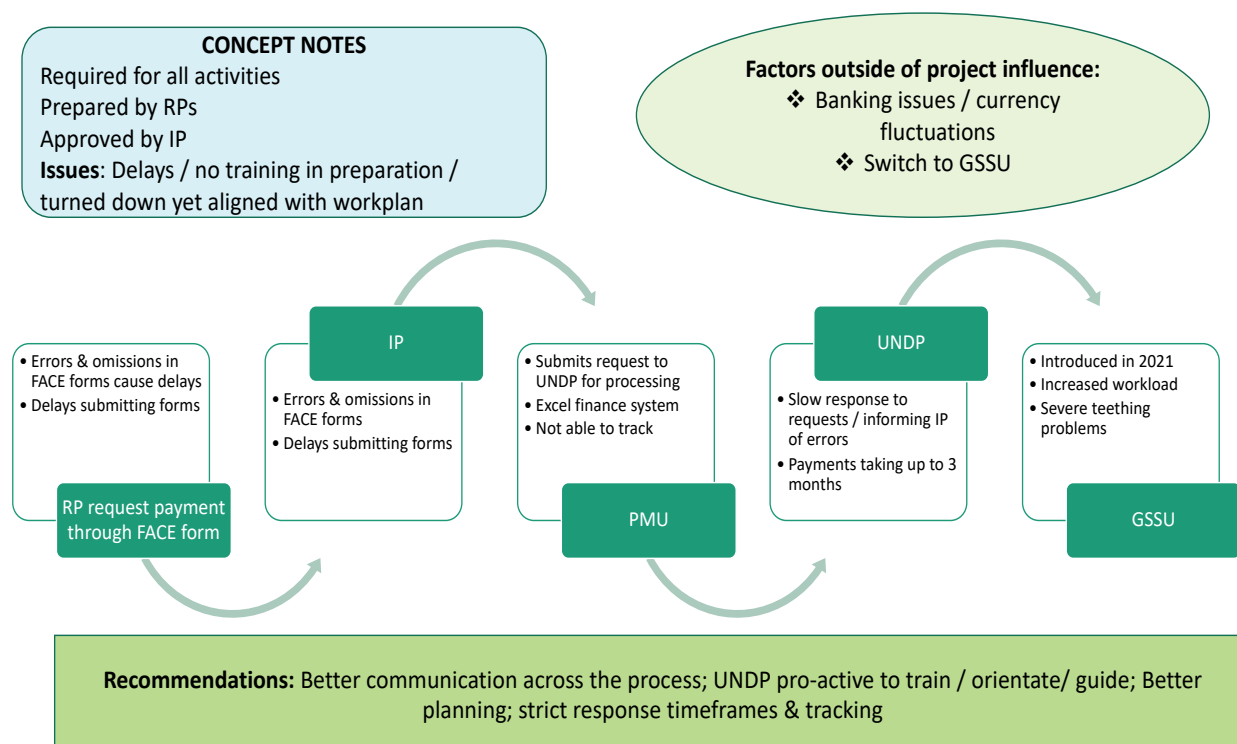 CONCEPT NOTES
Required for all activities
Prepared by RPs
Approved by IP
Issues: Delays / no training in preparation /
turned down yet aligned with workplan
Factors outside of project influence:
❖ Banking issues / currency
fluctuations
❖ Switch to GSSU
• Errors & omissions in
FACE forms cause delays
• Delays submitting forms
RP request payment
through FACE form
IP
• Errors & omissions in
FACE forms
• Delays submitting forms
• Submits request to
UNDP for processing
• Excel finance system
• Not able to track
PMU
UNDP
• Slow response to
requests / informing IP
of errors
• Payments taking up to 3
months
• Introduced in 2021
• Increased workload
• Severe teething
problems
GSSU
Recommendations: Better communication across the process; UNDP pro-active to train / orientate/ guide; Better
planning; strict response timeframes & tracking